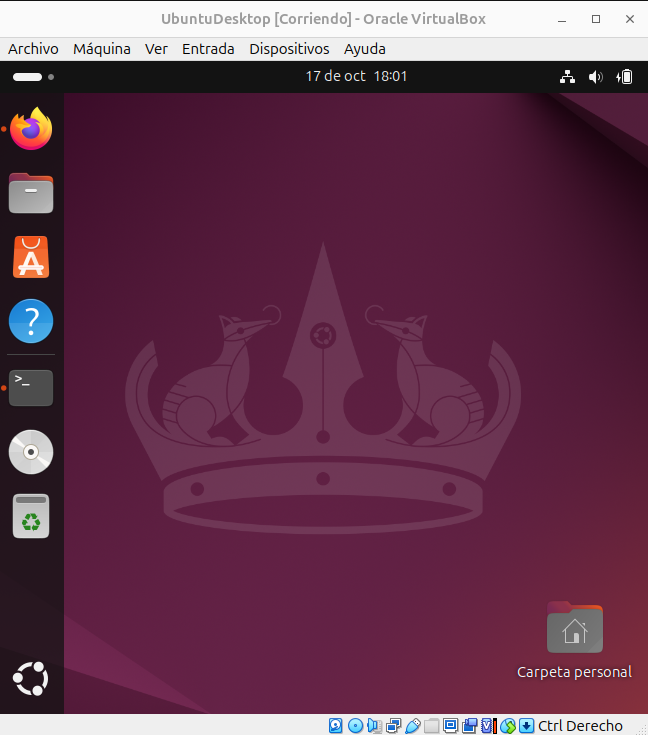 UbuntuDesktop [Corriendo] - Oracle VirtualBox
Archivo Máquina Ver Entrada Dispositivos Ayuda
17 de oct 18:01
>_
?
Carpeta personal
Ctrl Derecho